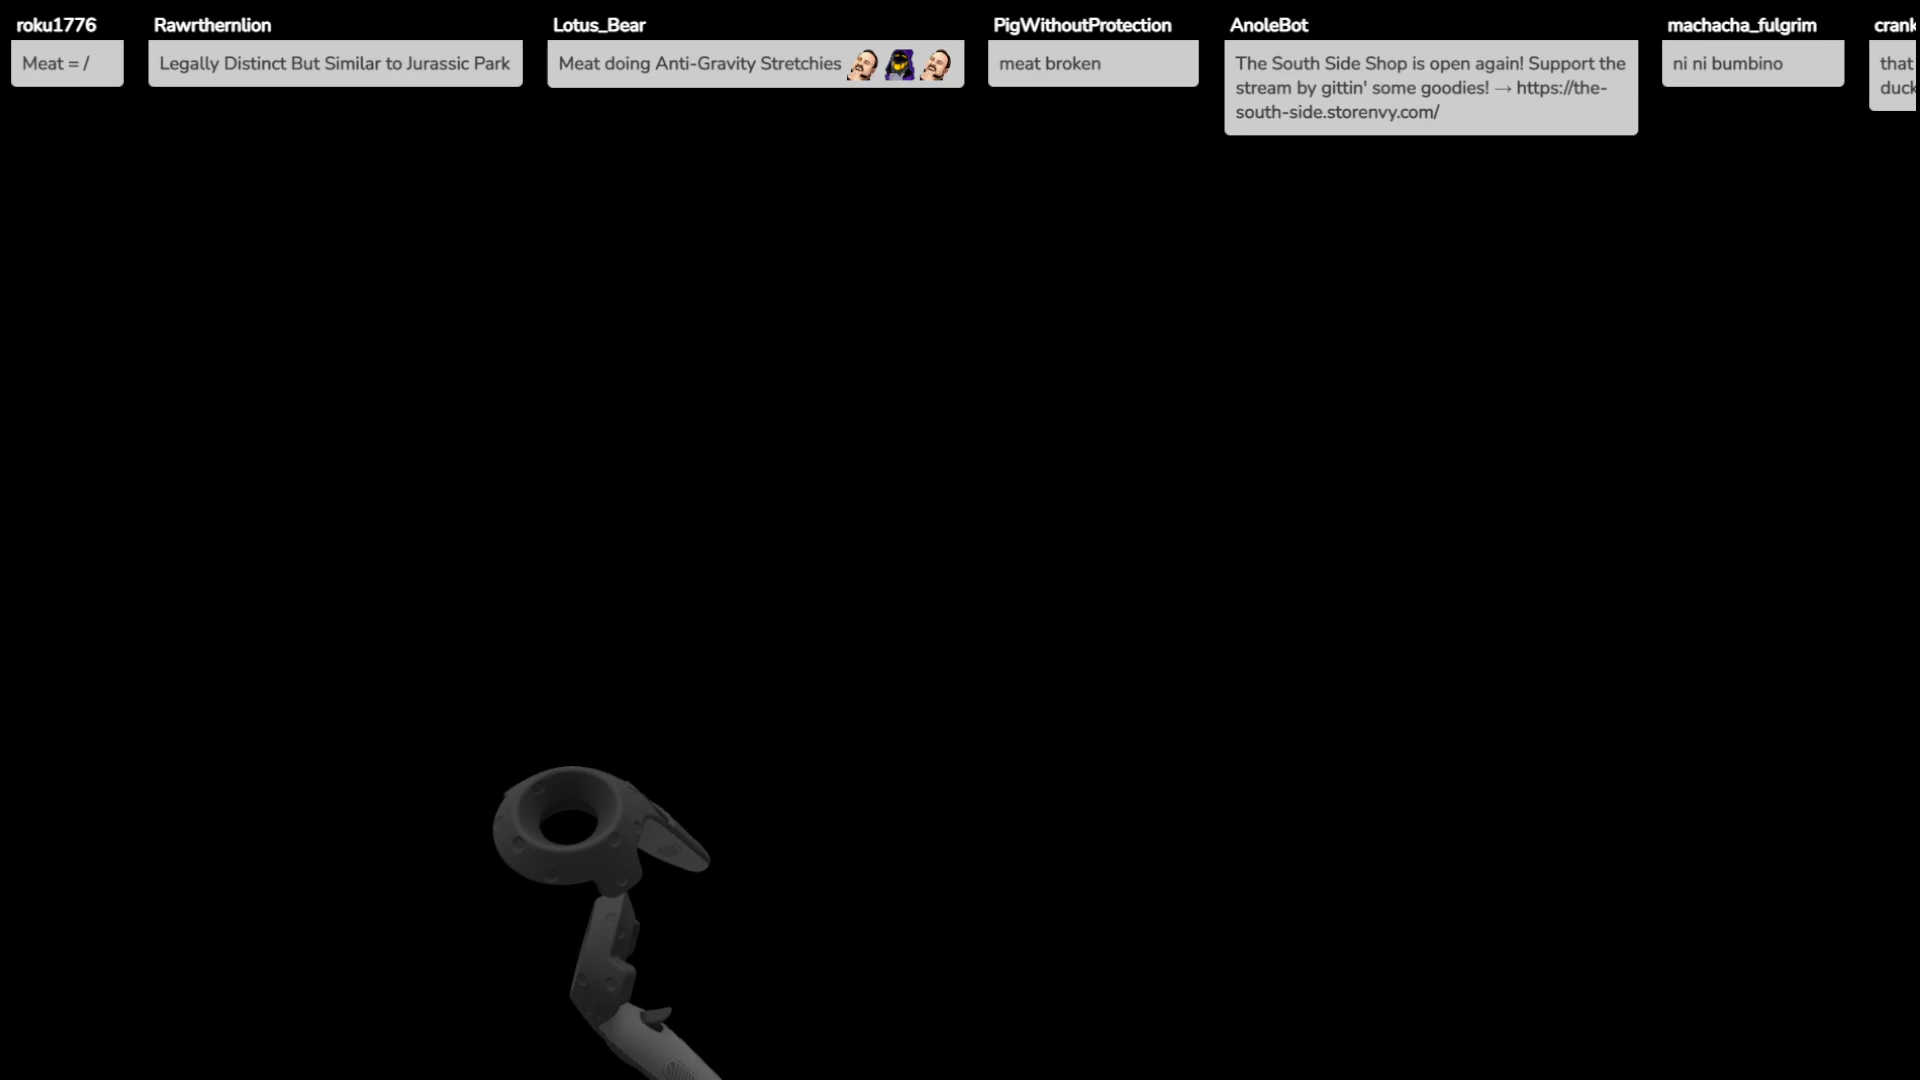 roku1776
Meat = /
Rawrthernlion
Legally Distinct But Similar to Jurassic Park
Lotus_Bear
Meat doing Anti-Gravity Stretchies
PigWithoutProtection
meat broken
AnoleBot
The South Side Shop is open again! Support the
stream by gittin' some goodies! → https://the-
south-side.storenvy.com/
machacha_fulgrim
ni ni bumbino
crank
that
duck